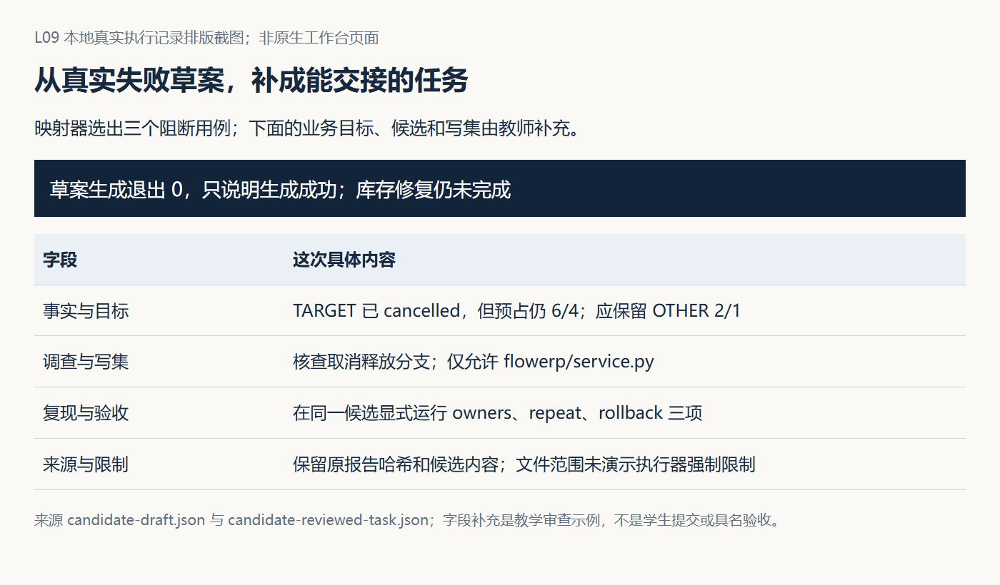 L09 本地真实执行记录排版截图；非原生工作台页面
从真实失败草案，补成能交接的任务
映射器选出三个阻断用例；下面的业务目标、候选和写集由教师补充。
草案生成退出 0，只说明生成成功；库存修复仍未完成
字段 这次具体内容
事实与目标 TARGET 已 cancelled，但预占仍 6/4；应保留 OTHER 2/1
调查与写集 核查取消释放分支；仅允许 flowerp/service.py
复现与验收 在同一候选显式运行 owners、repeat、rollback 三项
来源与限制 保留原报告哈希和候选内容；文件范围未演示执行器强制限制
来源 candidate-draft.json 与 candidate-reviewed-task.json；字段补充是教学审查示例，不是学生提交或具名验收。